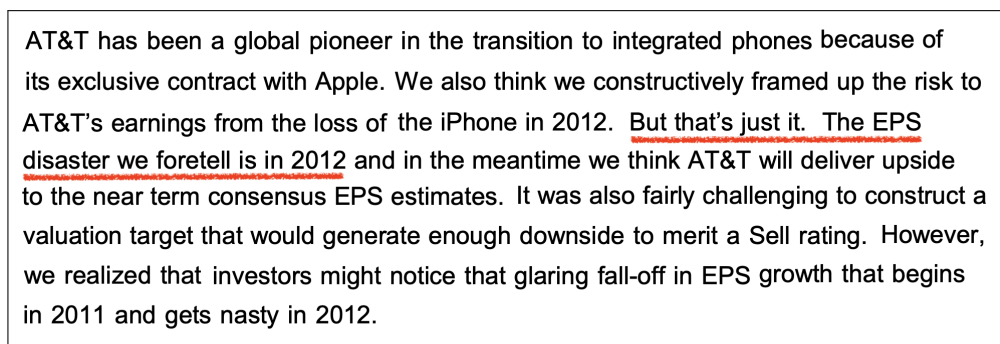 AT&T has been a global pioneer in the transition to integrated phones because of
its exclusive contract with Apple. We also think we constructively framed up the risk to
AT&T’s earnings from the loss of the iPhone in 2012. But that’s just it. The EPS
disaster we foretell is in 2012 and in the meantime we think AT&T will deliver upside
to the near term consensus EPS estimates. It was also fairly challenging to construct a
valuation target that would generate enough downside to merit a Sell rating. However,
we realized that investors might notice that glaring fall-off in EPS growth that begins
in 2011 and gets nasty in 2012.